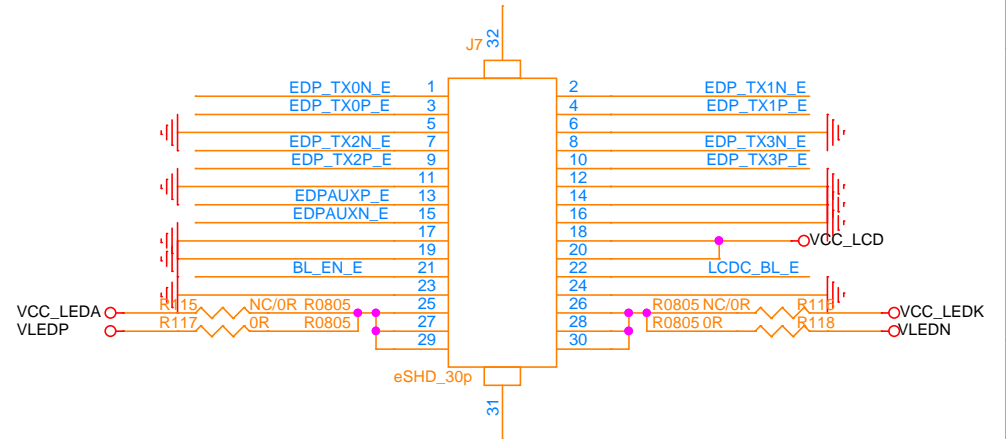 J7
32
EDP_TX0N_E 1 2 EDP_TX1N_E
EDP_TX0P_E 3 4 EDP_TX1P_E
5 6
EDP_TX2N_E 7 8 EDP_TX3N_E
EDP_TX2P_E 9 10 EDP_TX3P_E
11 12
EDPAUXP_E 13 14
EDPAUXN_E 15 16
17 18 VCC_LCD
19 20
BL_EN_E 21 22 LCDC_BL_E
23 24
VCC_LEDA R115 NC/0R R0805 25 26 R0805 NC/0R VCC_LEDK
VLEDP R117 0R R0805 27 28 R0805 0R R118 VLEDN
29 30
eSHD_30p
31